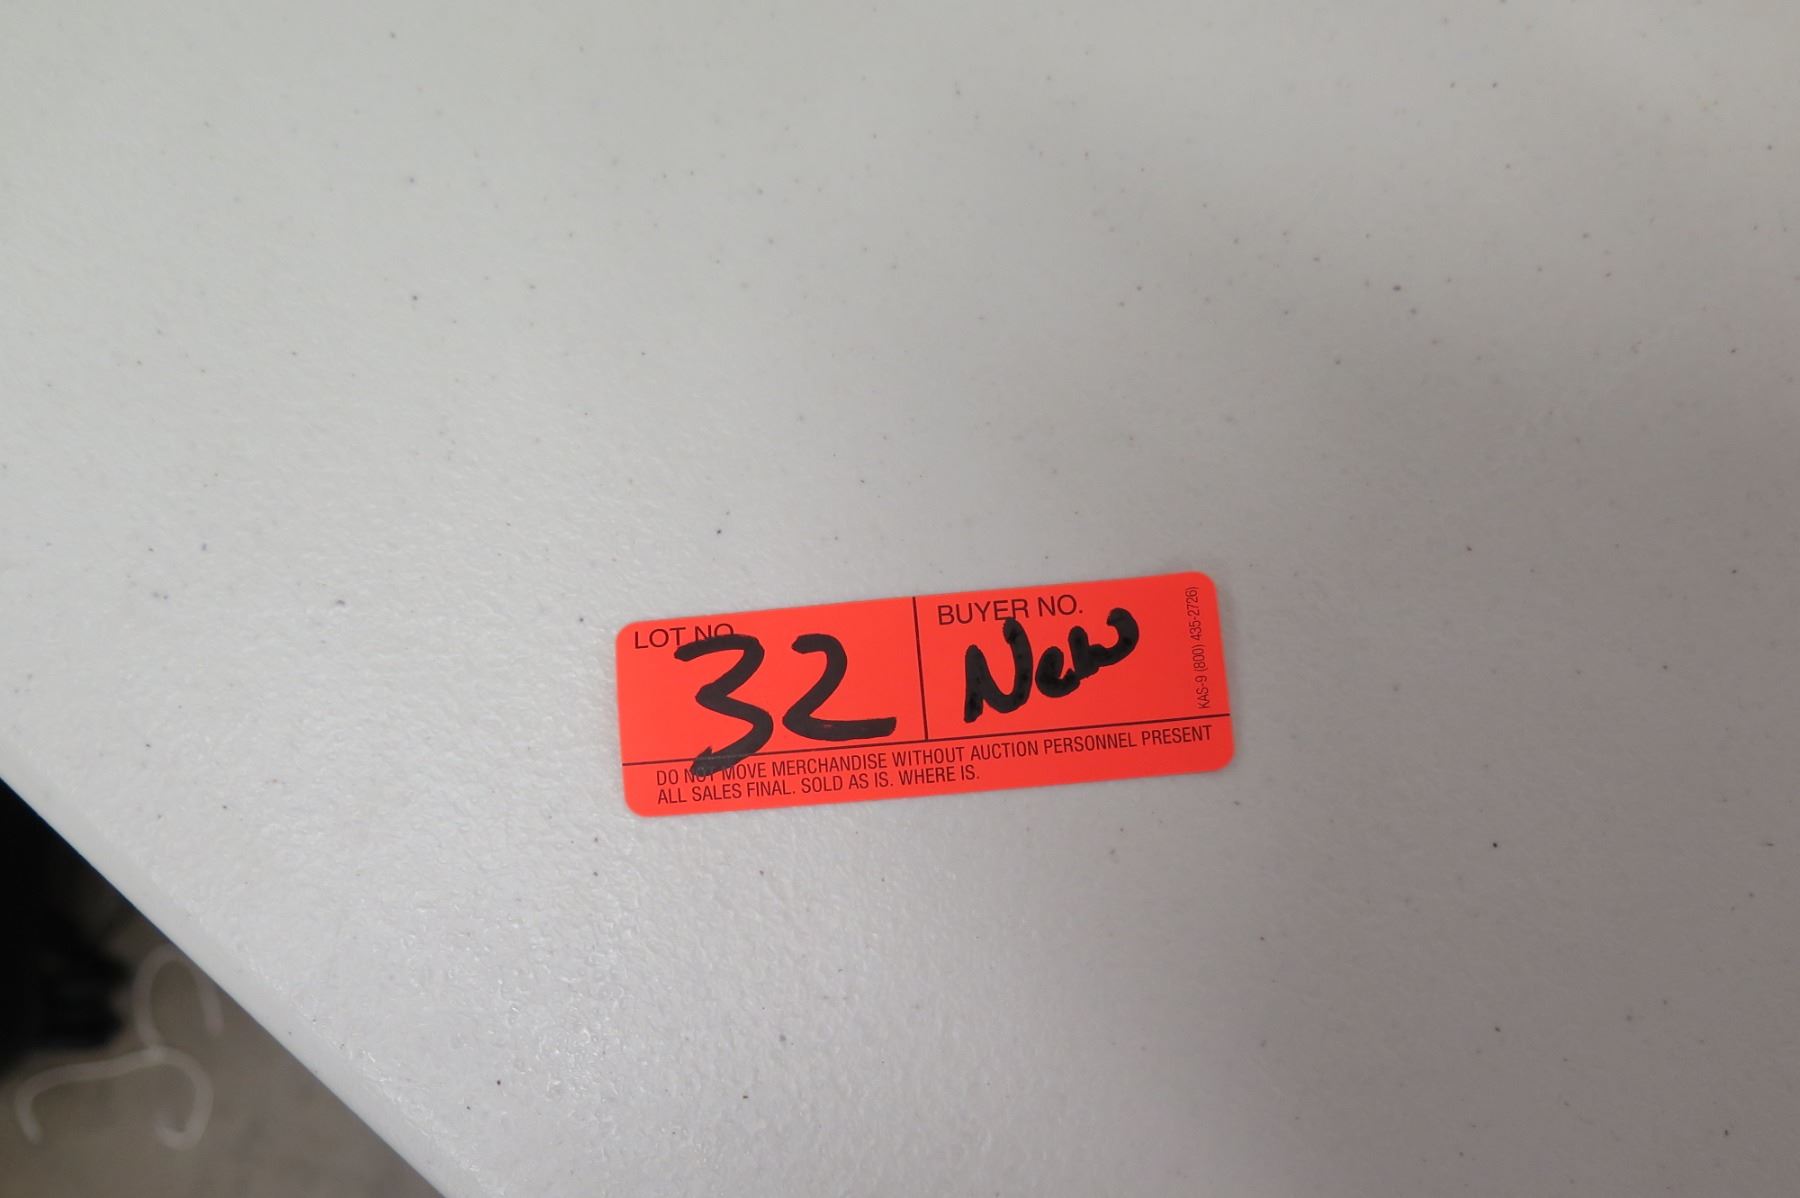 LOT NO.
32
BUYER NO.
New
KAS-9 (800) 435-2726)
DO NOT MOVE MERCHANDISE WITHOUT AUCTION PERSONNEL PRESENT
ALL SALES FINAL. SOLD AS IS. WHERE IS.